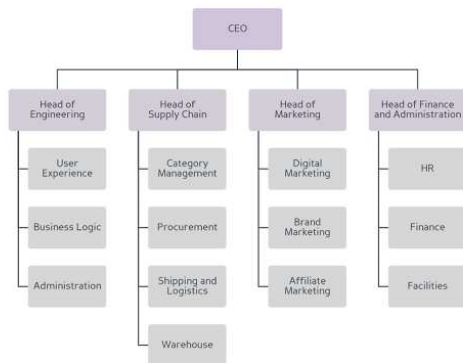 CEO
Head of
Engineering
Head of
Supply Chain
Head of
Marketing
Head of Finance
and Administration
User
Experience
Category
Management
Digital
Marketing
HR
Business Logic
Procurement
Brand
Marketing
Finance
Administration
Shipping and
Logistics
Affiliate
Marketing
Facilities
Warehouse